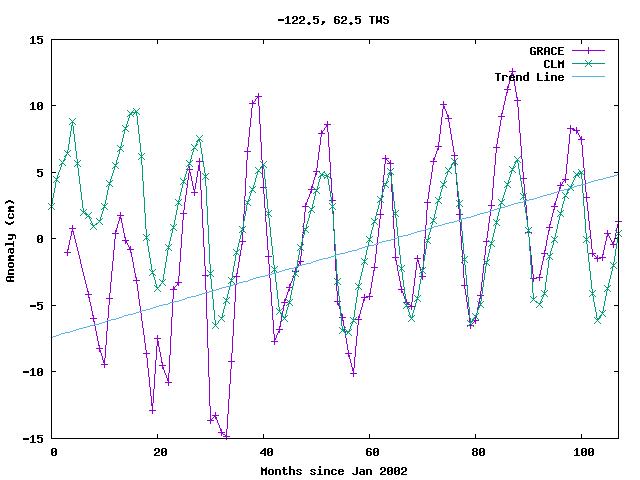 -122.5, 62.5 TWS
GRACE
CLM
Trend Line
15
10
5
0
-5
-10
-15
Anomaly (cm)
0 20 40 60 80 100
Months since Jan 2002